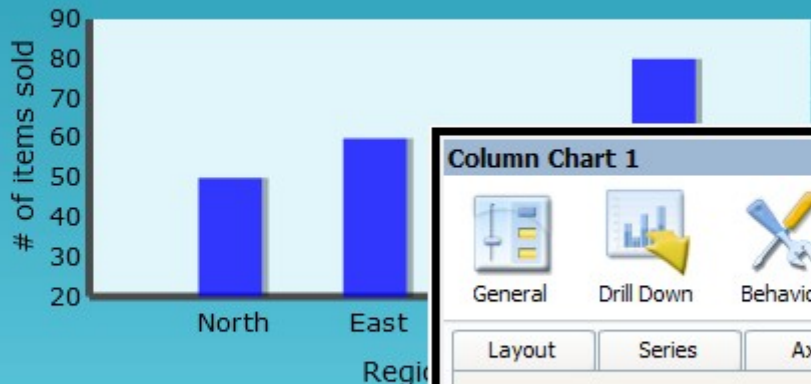 90
80
70
60
50
40
30
20
# of items sold
North East
Column Chart 1
General Drill Down
Layout Series